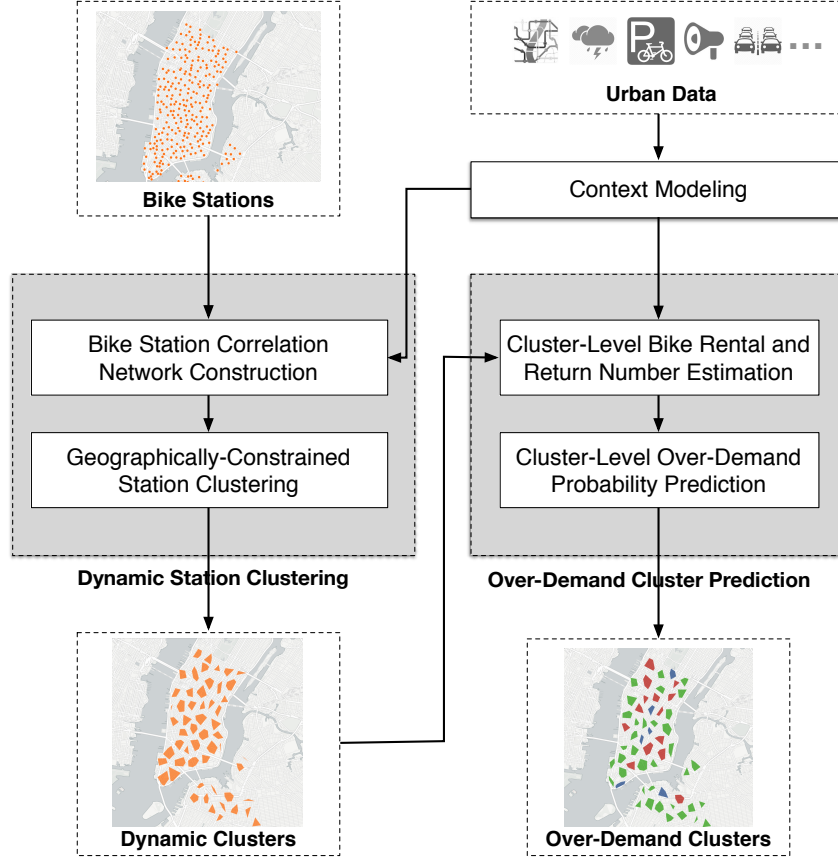 P
Urban Data
Bike Stations
Context Modeling
Bike Station Correlation
Network Construction
Geographically-Constrained
Station Clustering
Dynamic Station Clustering
Cluster-Level Bike Rental and
Return Number Estimation
Cluster-Level Over-Demand
Probability Prediction
Over-Demand Cluster Prediction
Dynamic Clusters
Over-Demand Clusters